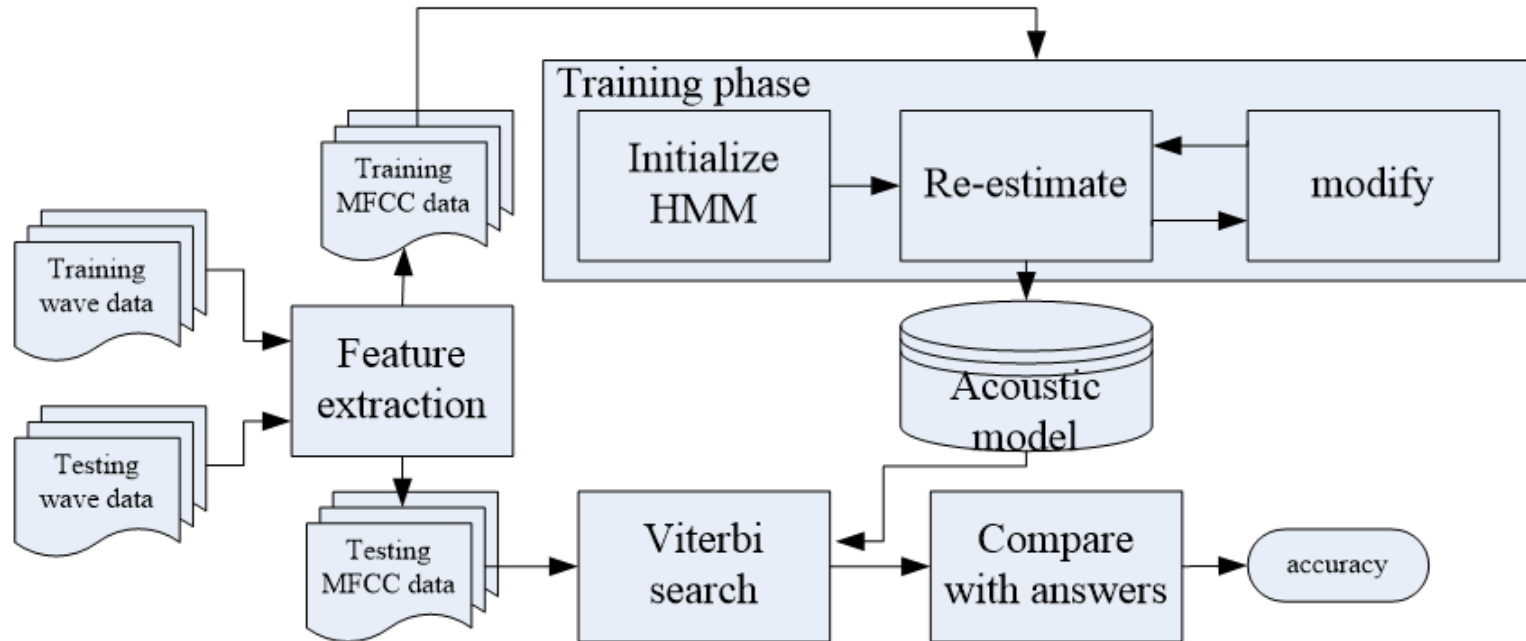 Training phase
Training
MFCC data
Initialize
HMM
Re-estimate
modify
Training
wave data
Feature
extraction
Acoustic
model
Testing
wave data
Testing
MFCC data
Viterbi
search
Compare
with answers
accuracy